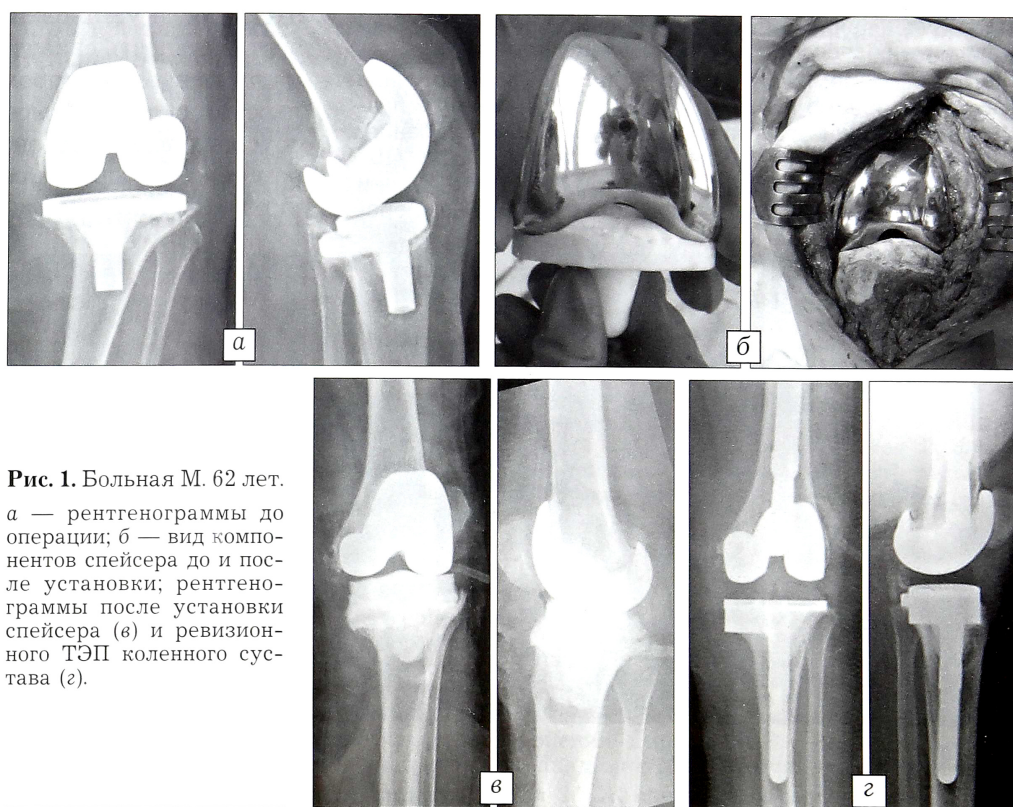 а
б
Рис. 1. Больная М. 62 лет.
а — рентгенограммы до
операции; б — вид компо-
нентов спейсера до и пос-
ле установки; рентгено-
граммы после установки
спейсера (в) и ревизион-
ного ТЭП коленного сус-
тава (г).
в
г